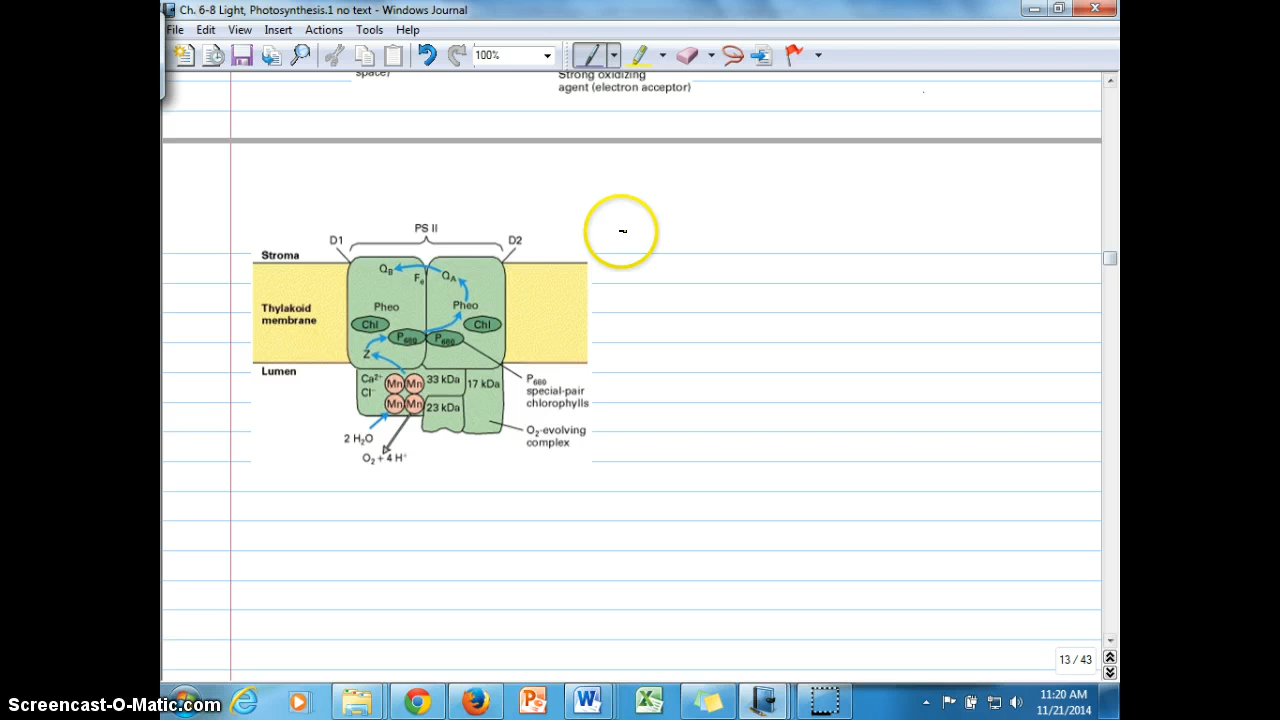 Ch. 6-8 Light, Photosynthesis.1 no text - Windows Journal
File Edit View Insert Actions Tools Help
100%
space)
Strong oxidizing
agent (electron acceptor)
PS II
D1
D2
Stroma
QB
Fe
QA
Thylakoid
membrane
Pheo
Pheo
Chl
Chl
P680
P680
Z
Lumen
Ca2+
Cl−
Mn Mn
Mn Mn
33 kDa
17 kDa
23 kDa
P680
special-pair
chlorophylls
O2-evolving
complex
2 H2O
O2 + 4 H+
13 / 43
11:20 AM
11/21/2014
Screencast-O-Matic.com